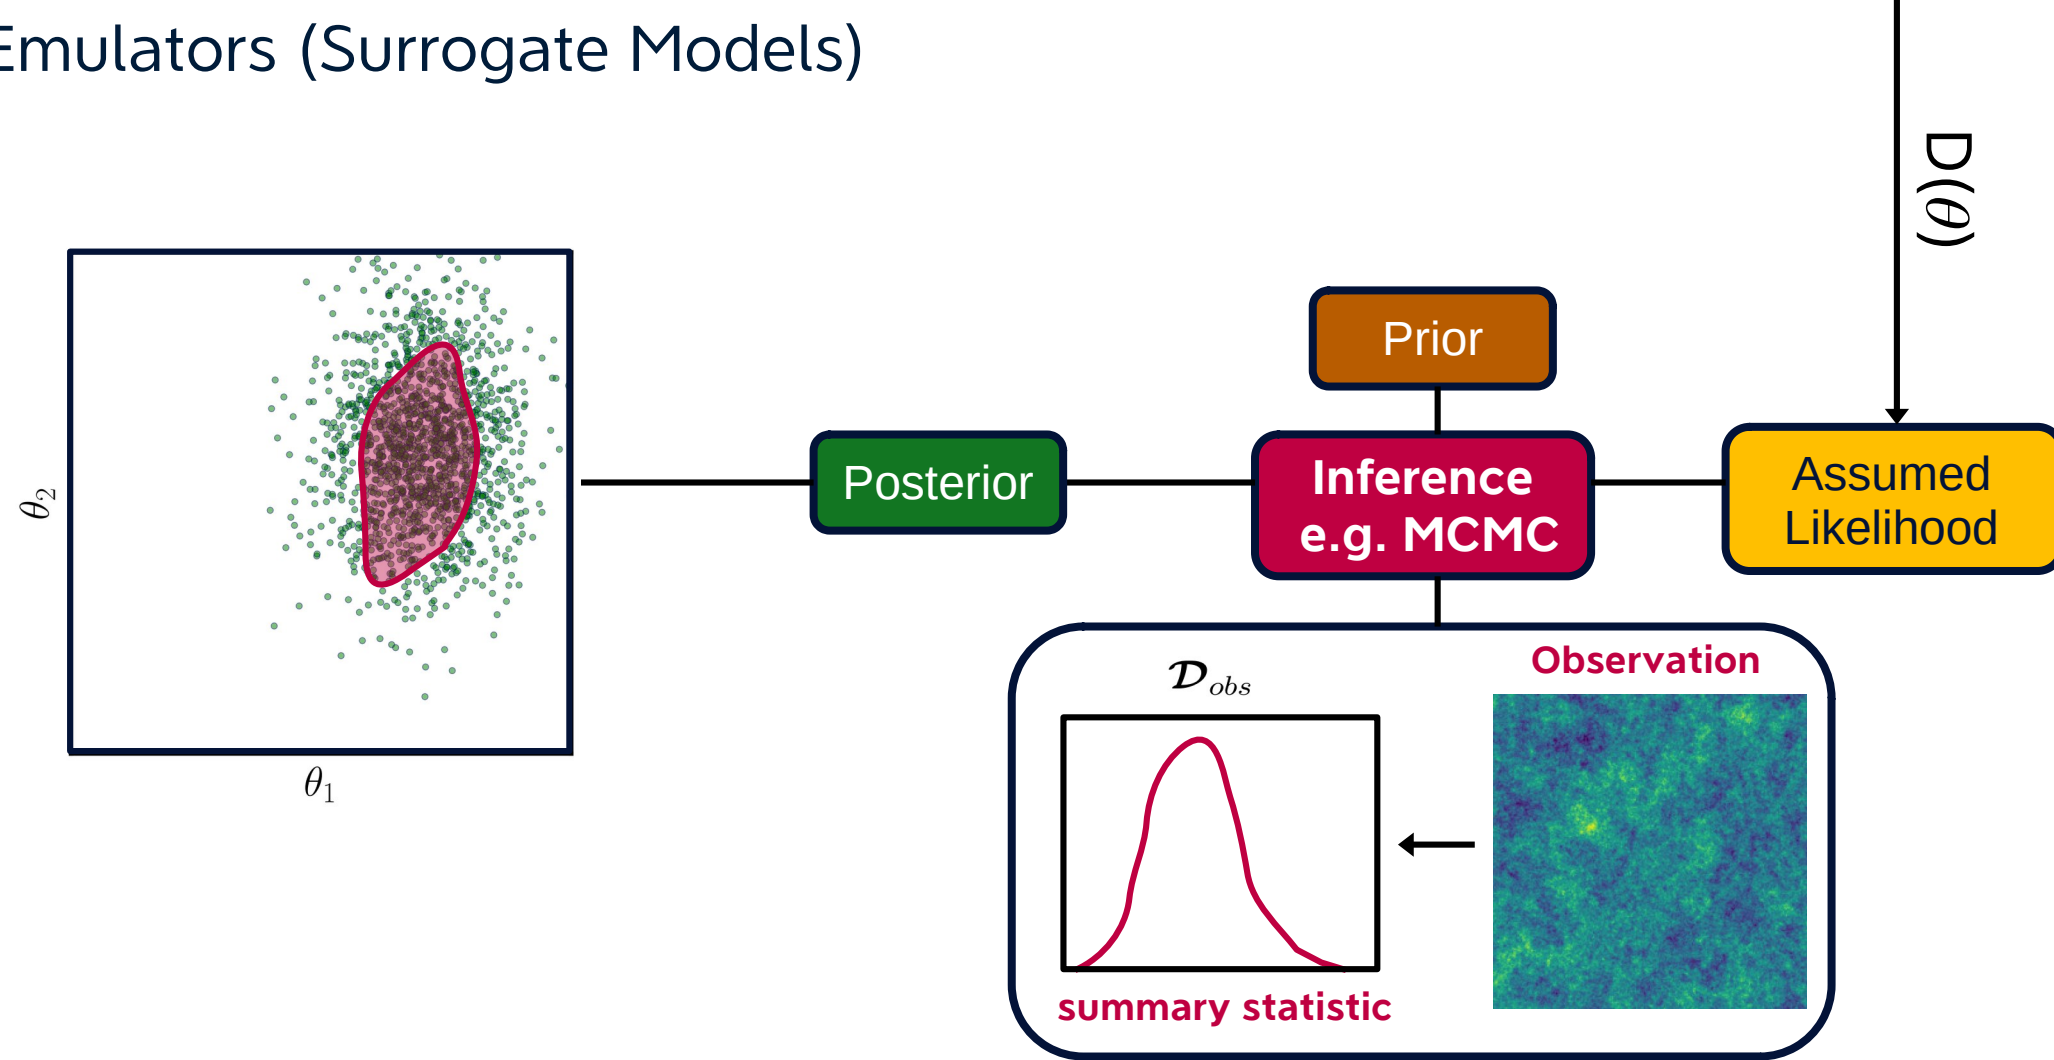 Emulators (Surrogate Models)
D(θ)
Prior
Posterior
Inference
e.g. MCMC
Assumed
Likelihood
θ₂
θ₁
𝓓ₒbₛ
Observation
summary statistic